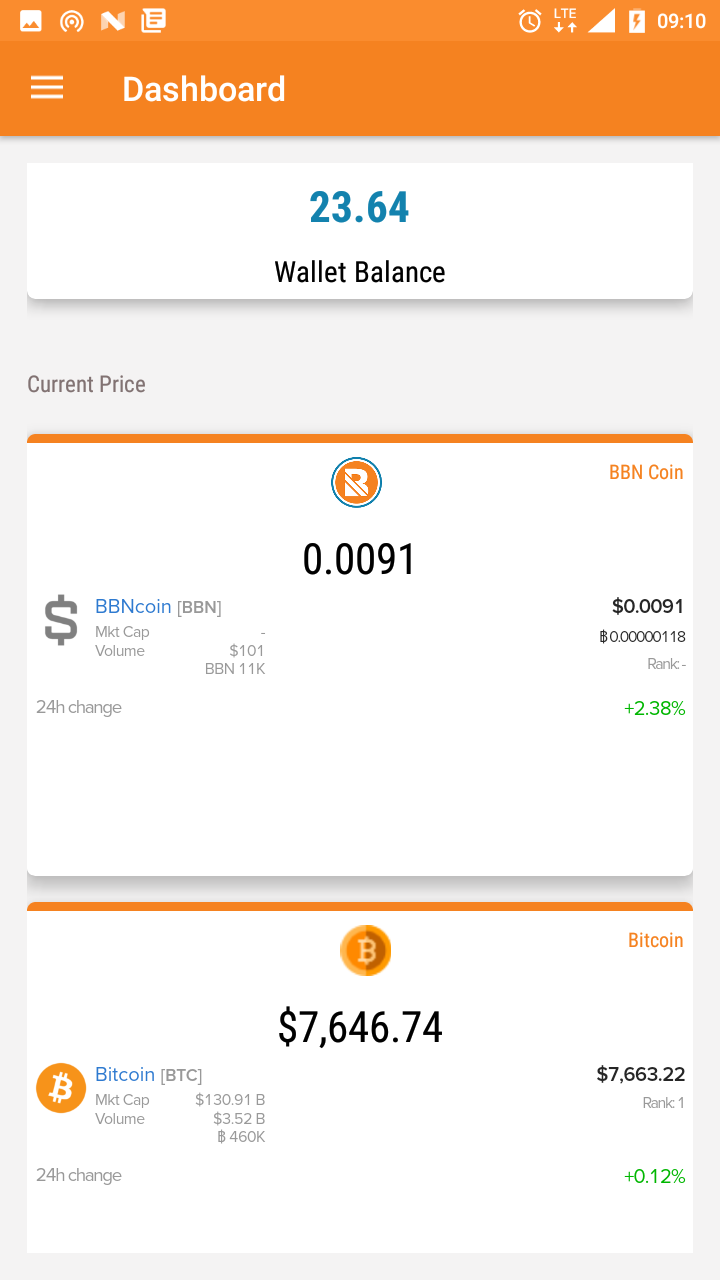 LTE 09:10
Dashboard
23.64
Wallet Balance
Current Price
BBN Coin
0.0091
BBNcoin [BBN] $0.0091
Mkt Cap - ฿0.00000118
Volume $101
BBN 11K Rank: -
24h change +2.38%
Bitcoin
$7,646.74
Bitcoin [BTC] $7,663.22
Mkt Cap $130.91 B Rank: 1
Volume $3.52 B
฿ 460K
24h change +0.12%